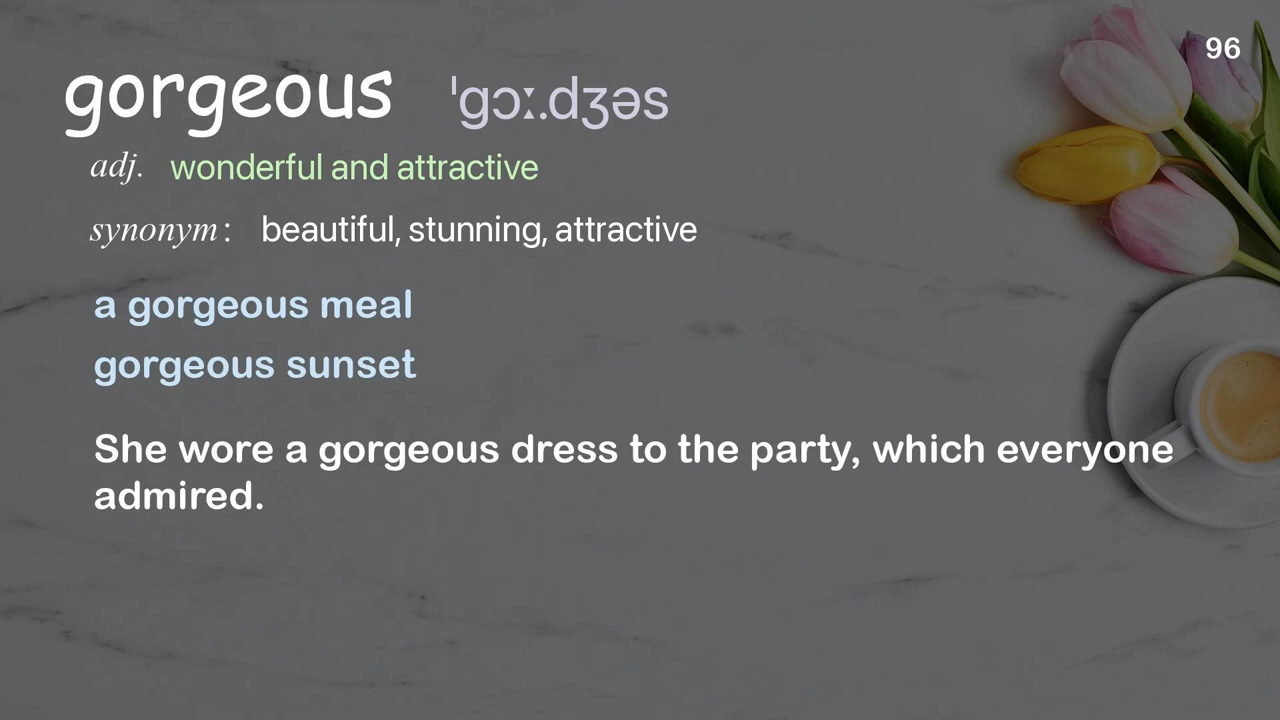 96
gorgeous ˈgɔː.dʒəs
adj. wonderful and attractive
synonym: beautiful, stunning, attractive
a gorgeous meal
gorgeous sunset
She wore a gorgeous dress to the party, which everyone
admired.